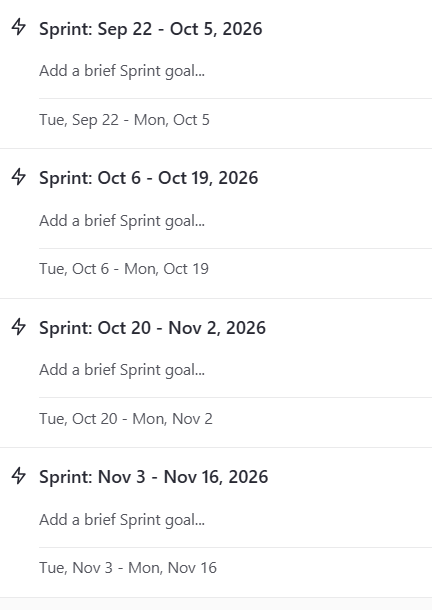 Sprint: Sep 22 - Oct 5, 2026
Add a brief Sprint goal...
Tue, Sep 22 - Mon, Oct 5
Sprint: Oct 6 - Oct 19, 2026
Add a brief Sprint goal...
Tue, Oct 6 - Mon, Oct 19
Sprint: Oct 20 - Nov 2, 2026
Add a brief Sprint goal...
Tue, Oct 20 - Mon, Nov 2
Sprint: Nov 3 - Nov 16, 2026
Add a brief Sprint goal...
Tue, Nov 3 - Mon, Nov 16